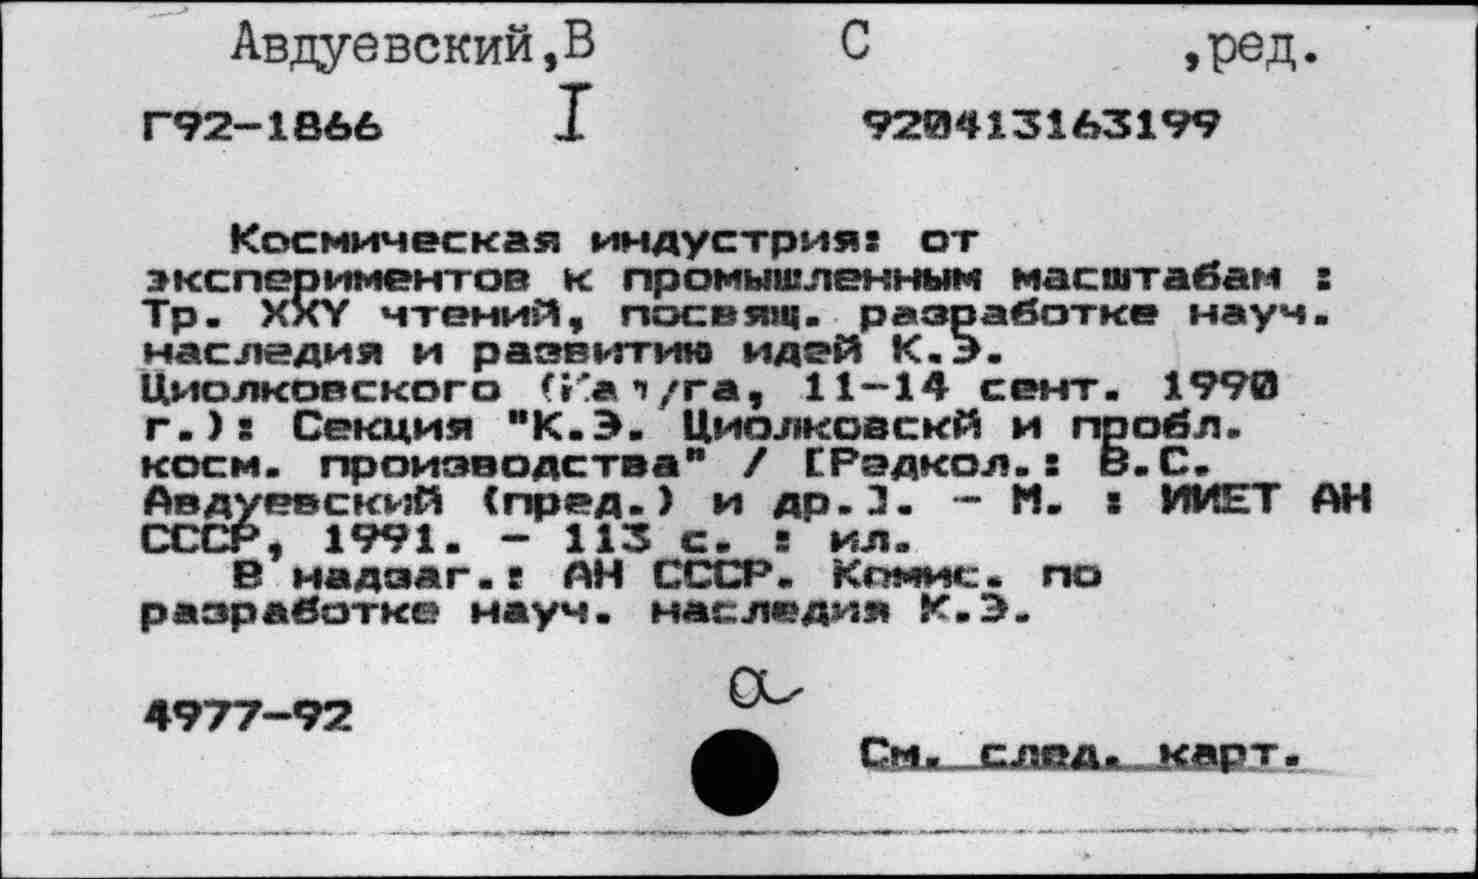 Авдуевский,В С ,ред.
Г92-1866 I 920413163199
Космическая индустрия: от
экспериментов к промышленным масштабам :
Тр. XXY чтений, посвящ. разработке науч.
наследия и развитию идей К.Э.
Циолковского (Калуга, 11-14 сент. 1990
г.): Секция "К.Э. Циолковскй и пробл.
косм. производства" / [Редкол.: В.С.
Авдуевский (пред.) и др.]. - М. : ИИЕТ АН
СССР, 1991. - 113 с. : ил.
В надзаг.: АН СССР. Комис. по
разработке науч. наследия К.Э.
4977-92
См. след. карт.